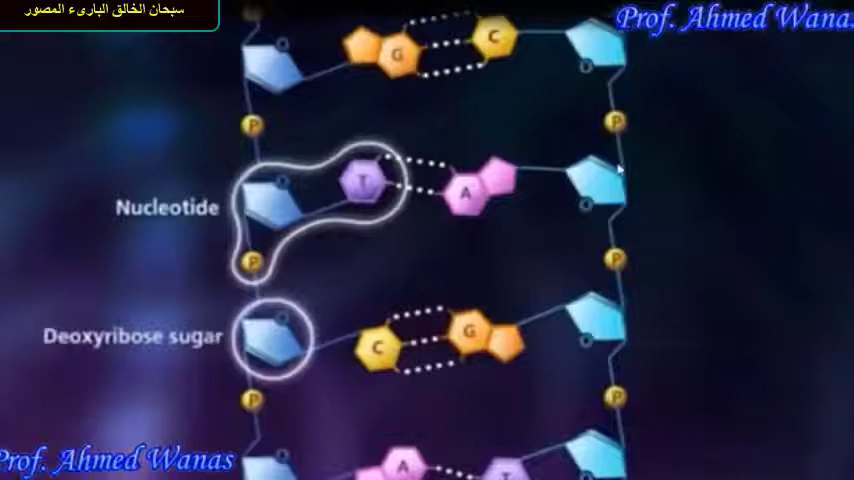 سبحان الخالق البارىء المصور
Prof. Ahmed Wanas
G C
P P
T A
Nucleotide
P P
Deoxyribose sugar
C G
P P
Prof. Ahmed Wanas
A T